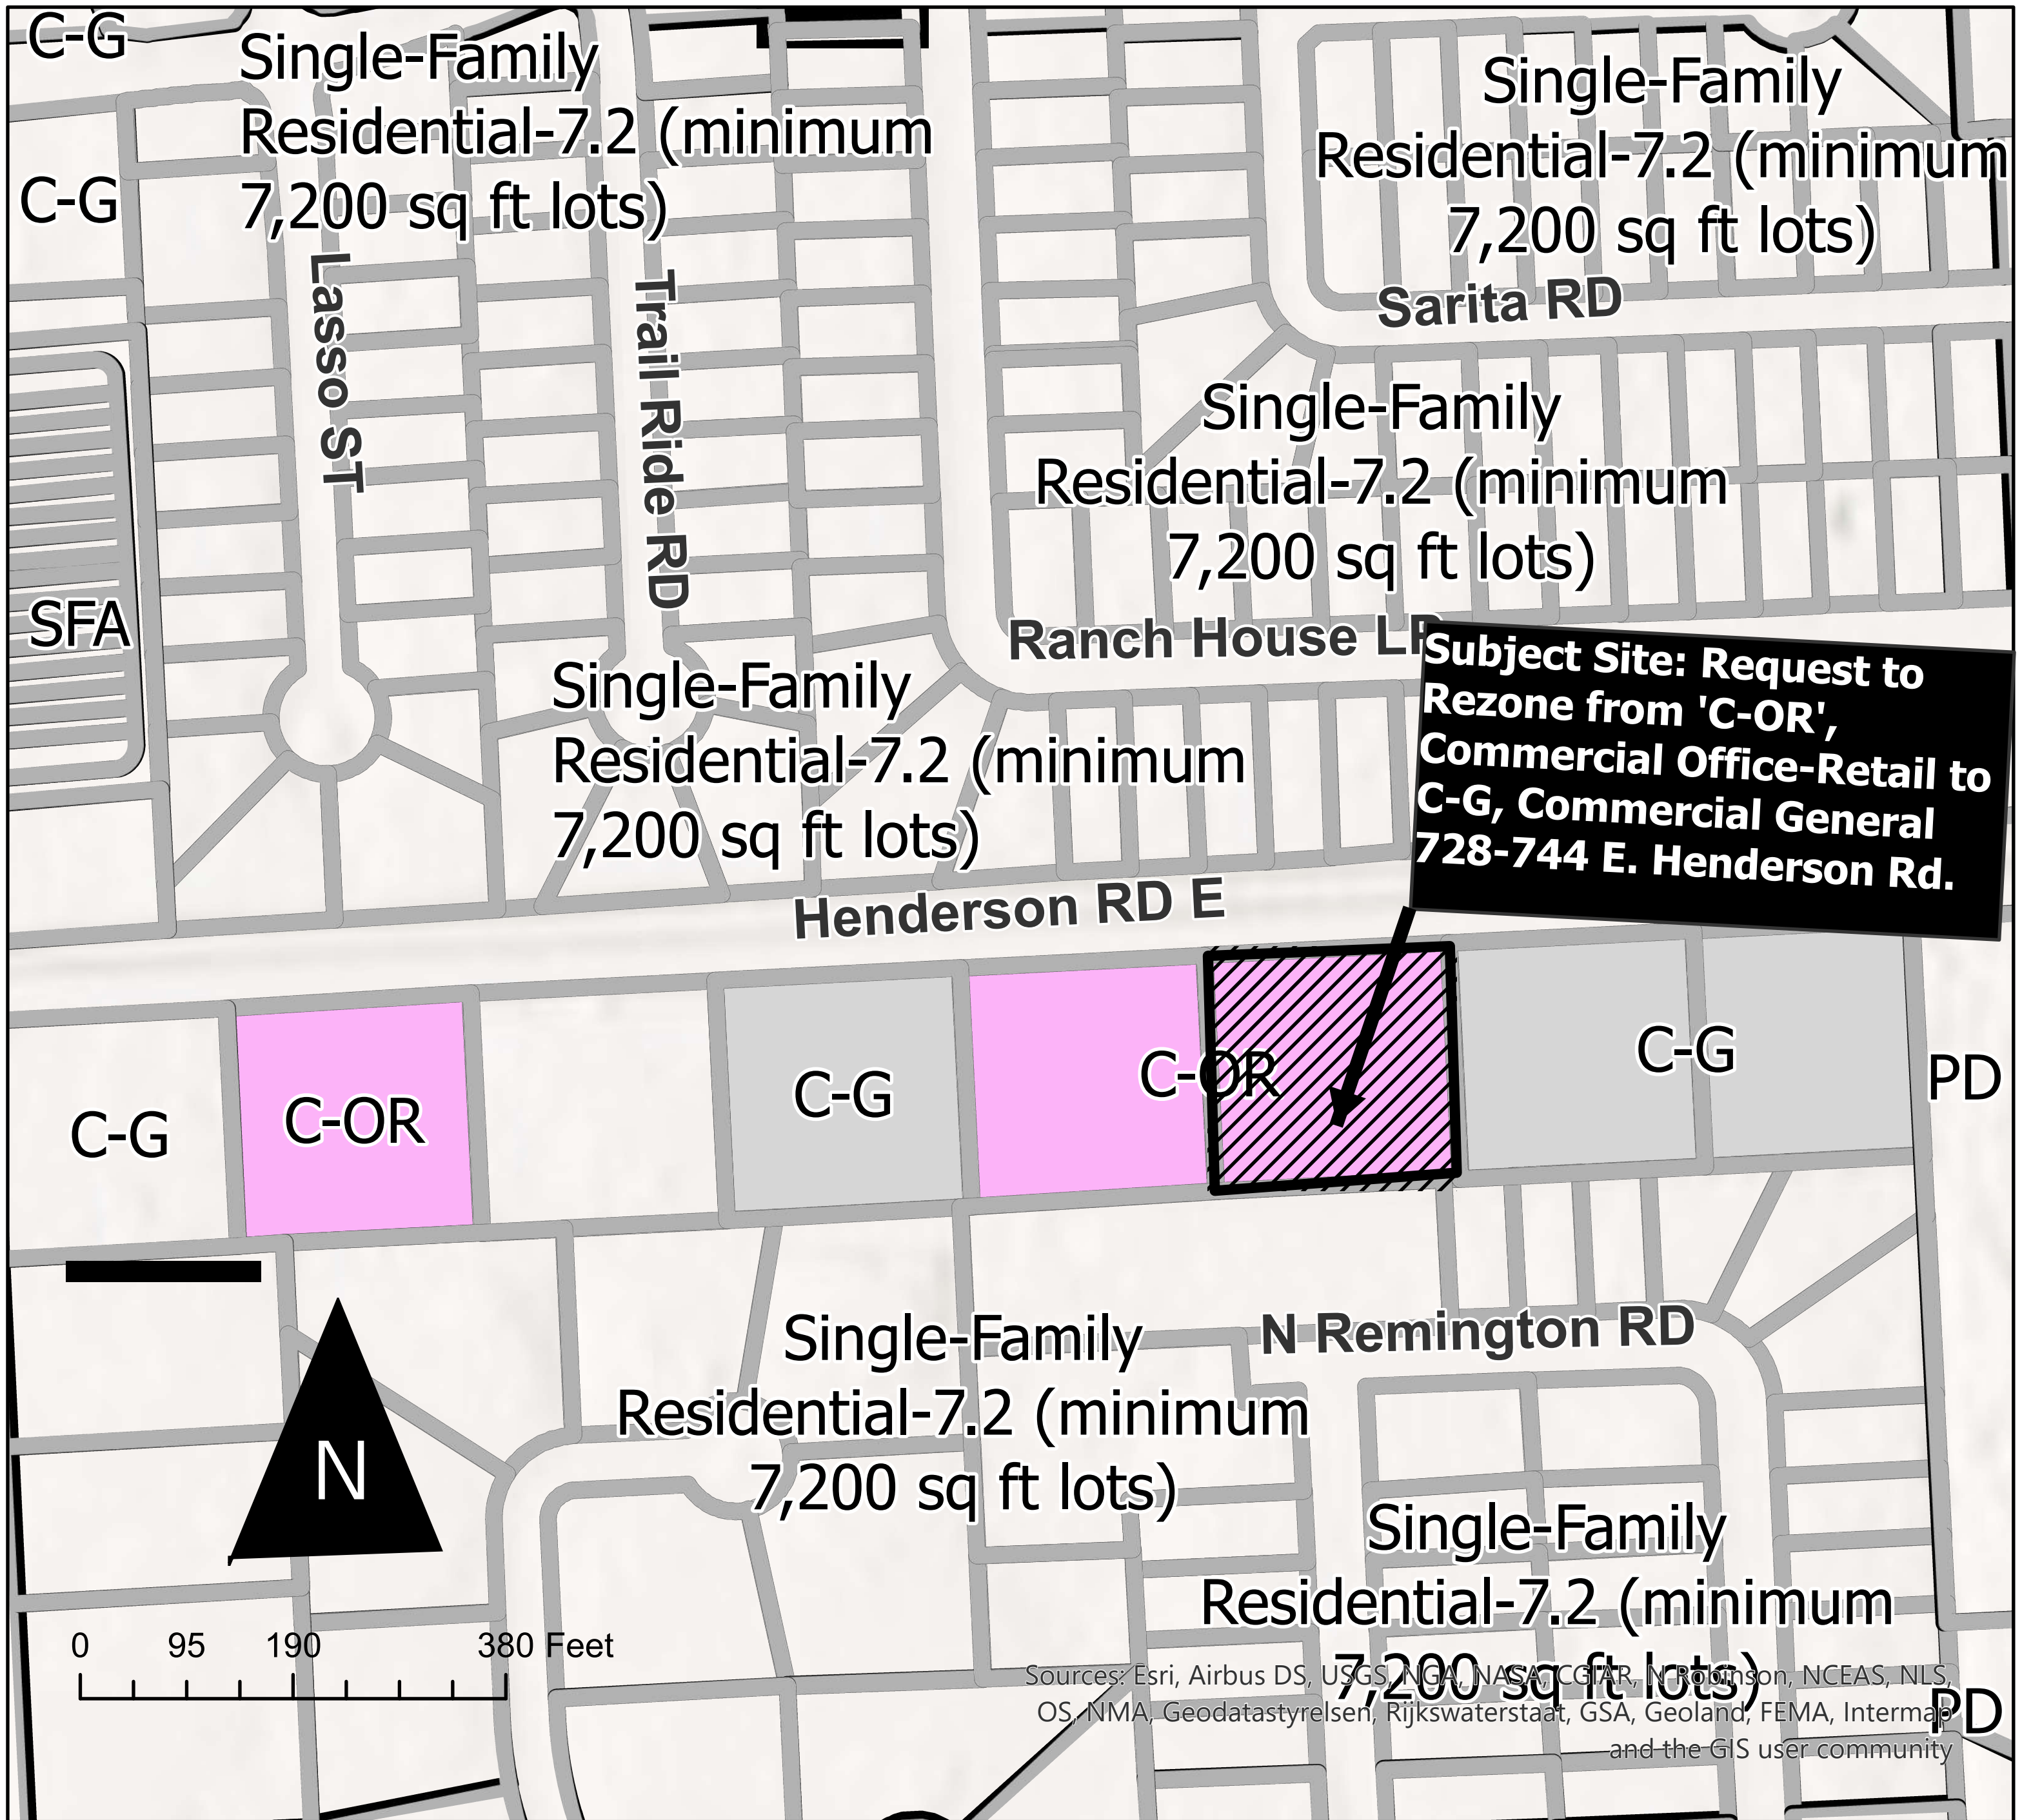 C-G
Single-Family
Residential-7.2 (minimum
7,200 sq ft lots)
Single-Family
Residential-7.2 (minimum
7,200 sq ft lots)
C-G
Lasso ST
Trail Ride RD
Sarita RD
Single-Family
Residential-7.2 (minimum
7,200 sq ft lots)
SFA
Ranch House LP
Subject Site: Request to
Rezone from 'C-OR',
Commercial Office-Retail to
C-G, Commercial General
728-744 E. Henderson Rd.
Single-Family
Residential-7.2 (minimum
7,200 sq ft lots)
Henderson RD E
C-G
C-OR
C-G
C-OR
C-G
PD
N Remington RD
Single-Family
Residential-7.2 (minimum
7,200 sq ft lots)
N
Single-Family
Residential-7.2 (minimum
7,200 sq ft lots)
0 95 190 380 Feet
Sources: Esri, Airbus DS, USGS, NGA, NASA, CGIAR, N Robinson, NCEAS, NLS,
OS, NMA, Geodatastyrelsen, Rijkswaterstaat, GSA, Geoland, FEMA, Intermap
and the GIS user community
PD